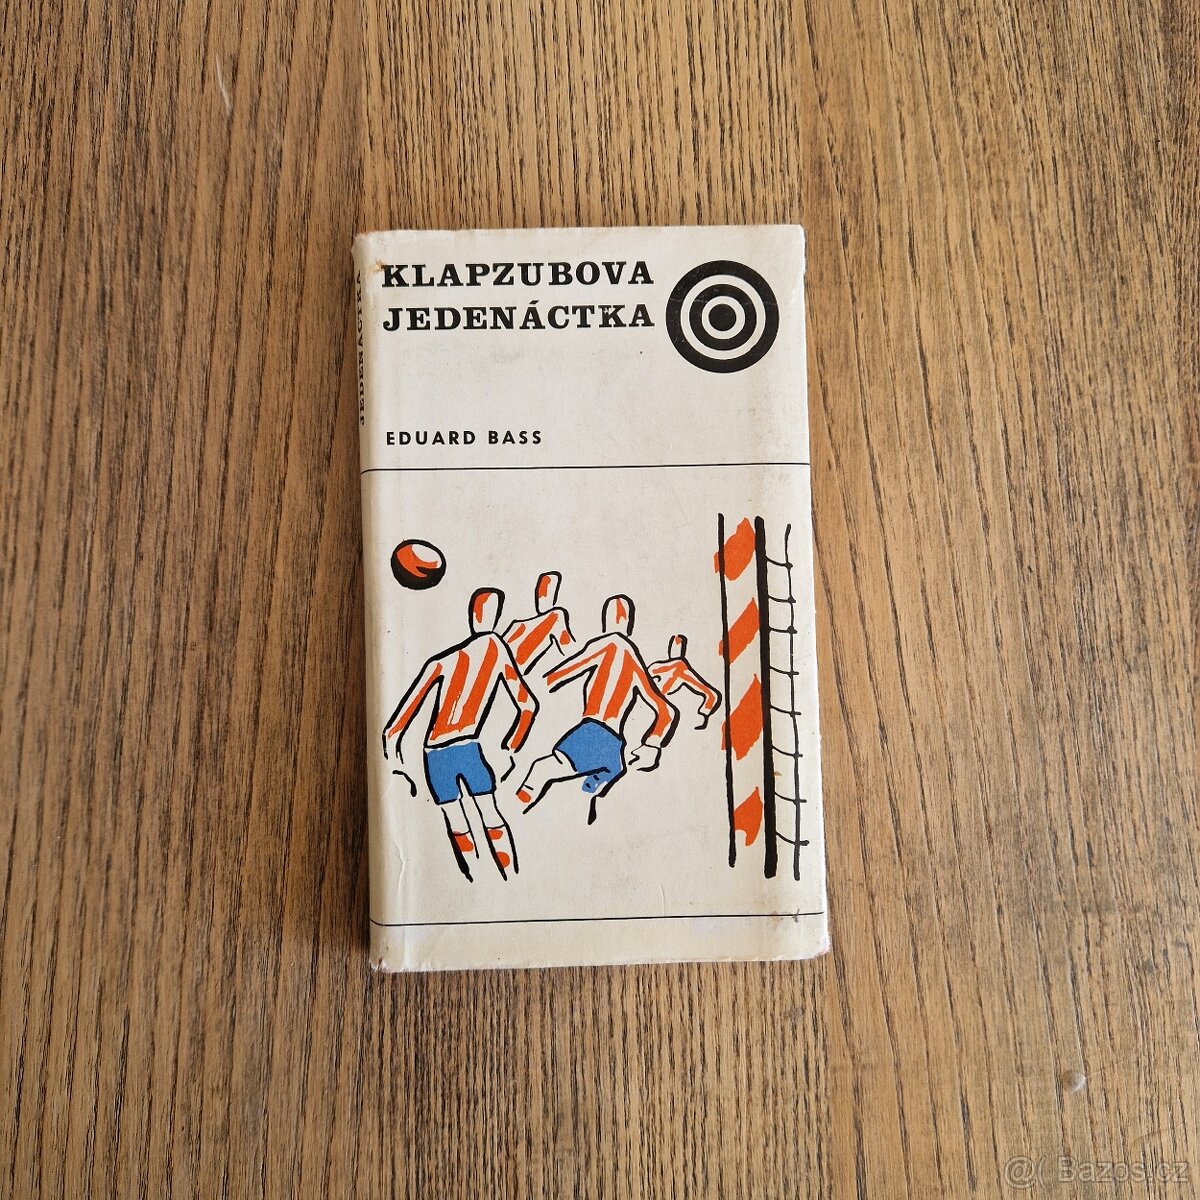 KLAPZUBOVA
JEDENÁCTKA
EDUARD BASS
JEDENÁCTKA
@( Bazos.cz